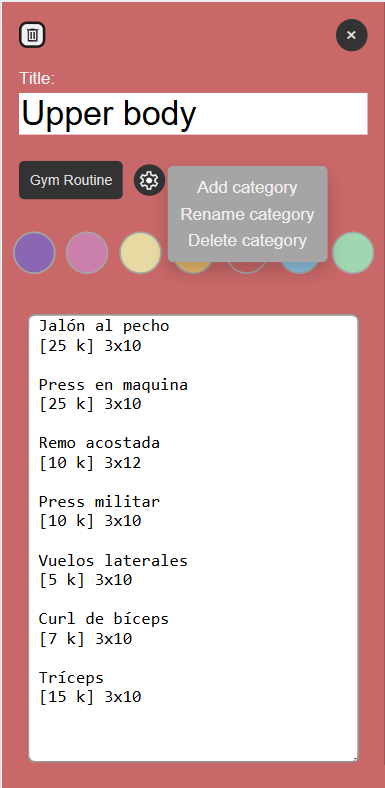 Title:
Upper body
Gym Routine
Add category
Rename category
Delete category
Jalón al pecho
[25 k] 3x10
Press en maquina
[25 k] 3x10
Remo acostada
[10 k] 3x12
Press militar
[10 k] 3x10
Vuelos laterales
[5 k] 3x10
Curl de bíceps
[7 k] 3x10
Tríceps
[15 k] 3x10